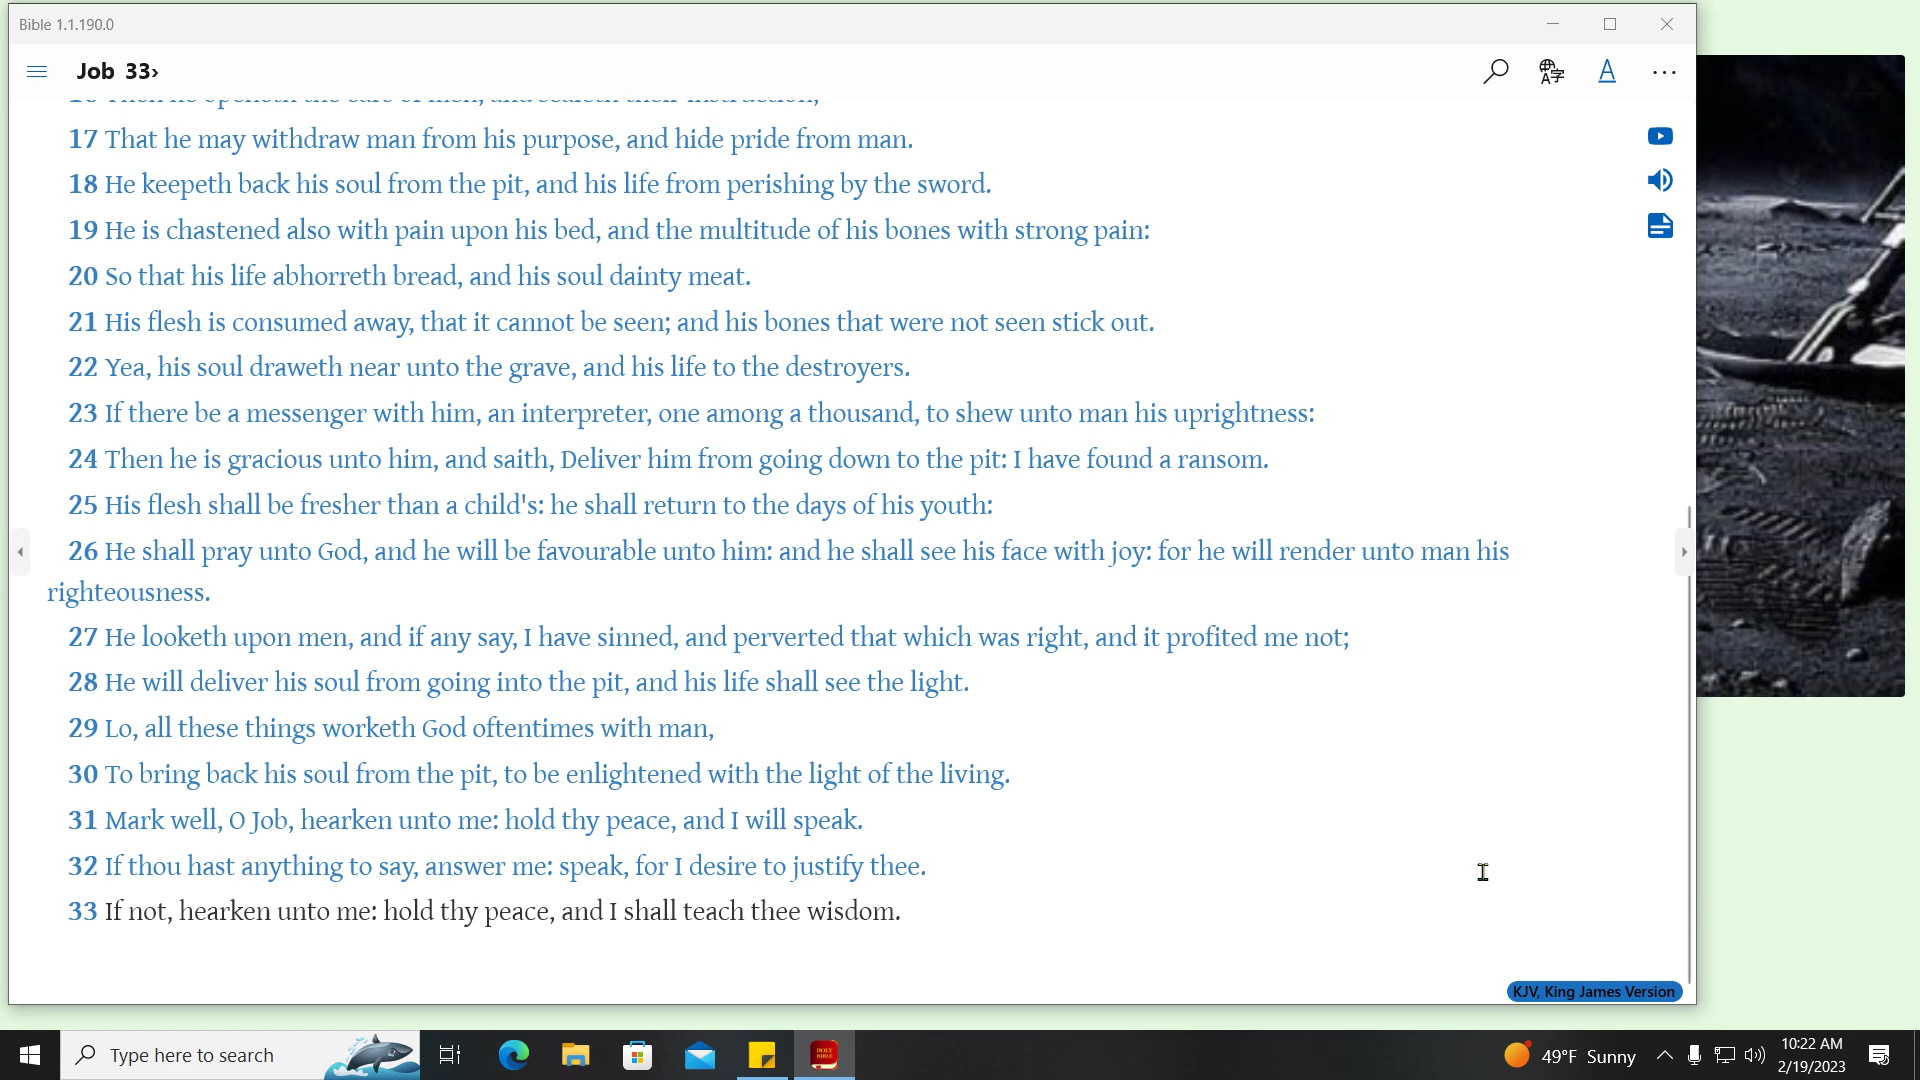 Bible 1.1.190.0
Job 33›
17 That he may withdraw man from his purpose, and hide pride from man.
18 He keepeth back his soul from the pit, and his life from perishing by the sword.
19 He is chastened also with pain upon his bed, and the multitude of his bones with strong pain:
20 So that his life abhorreth bread, and his soul dainty meat.
21 His flesh is consumed away, that it cannot be seen; and his bones that were not seen stick out.
22 Yea, his soul draweth near unto the grave, and his life to the destroyers.
23 If there be a messenger with him, an interpreter, one among a thousand, to shew unto man his uprightness:
24 Then he is gracious unto him, and saith, Deliver him from going down to the pit: I have found a ransom.
25 His flesh shall be fresher than a child's: he shall return to the days of his youth:
26 He shall pray unto God, and he will be favourable unto him: and he shall see his face with joy: for he will render unto man his
righteousness.
27 He looketh upon men, and if any say, I have sinned, and perverted that which was right, and it profited me not;
28 He will deliver his soul from going into the pit, and his life shall see the light.
29 Lo, all these things worketh God oftentimes with man,
30 To bring back his soul from the pit, to be enlightened with the light of the living.
31 Mark well, O Job, hearken unto me: hold thy peace, and I will speak.
32 If thou hast anything to say, answer me: speak, for I desire to justify thee.
33 If not, hearken unto me: hold thy peace, and I shall teach thee wisdom.
KJV, King James Version
Type here to search
HOLY BIBLE
49°F Sunny
10:22 AM
2/19/2023